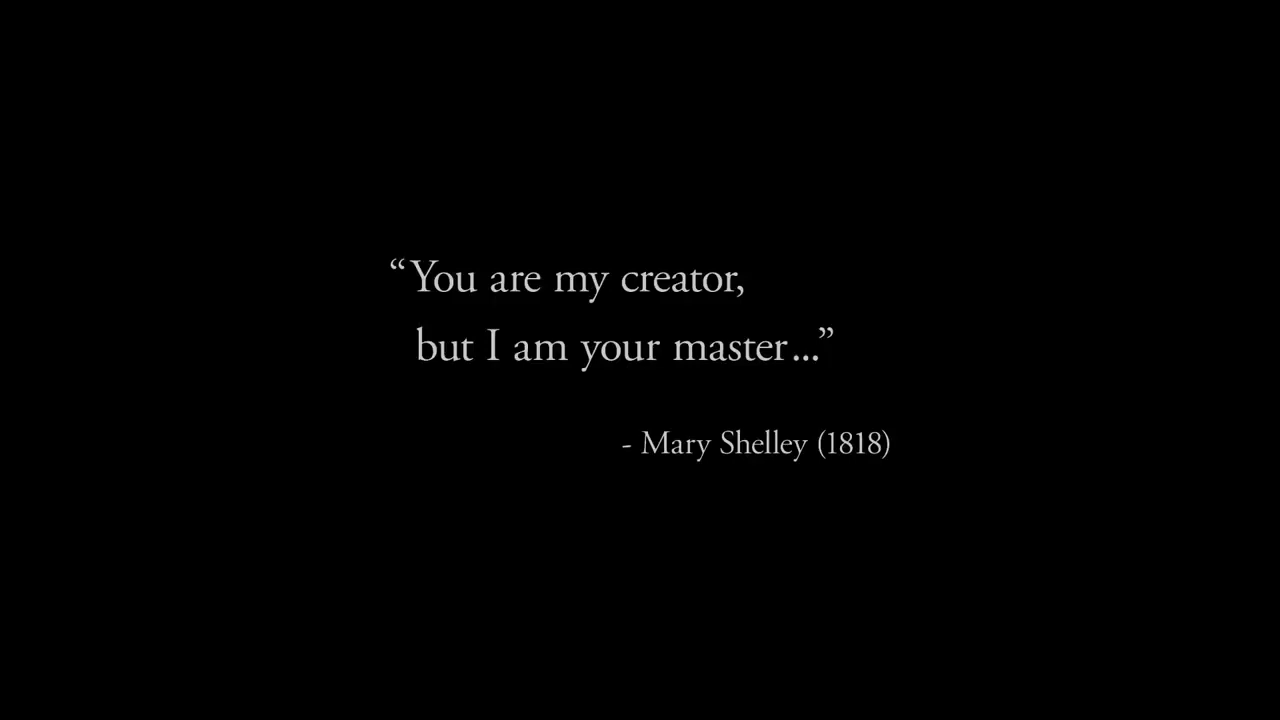 “You are my creator,
but I am your master...”
- Mary Shelley (1818)